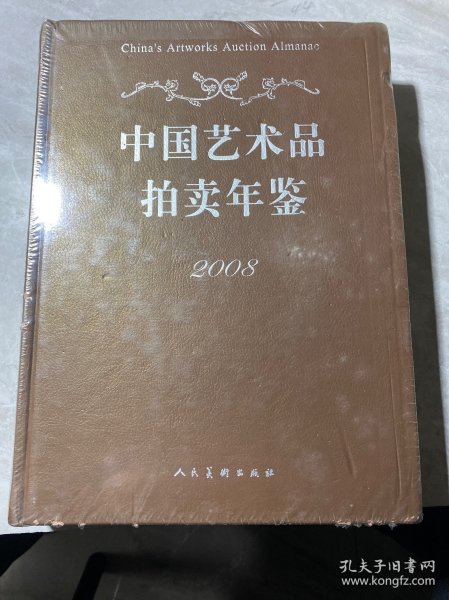 China's Artworks Auction Almanac
中国艺术品
拍卖年鉴
2008
人民美術出版社
孔夫子旧书网
www.kongfz.com